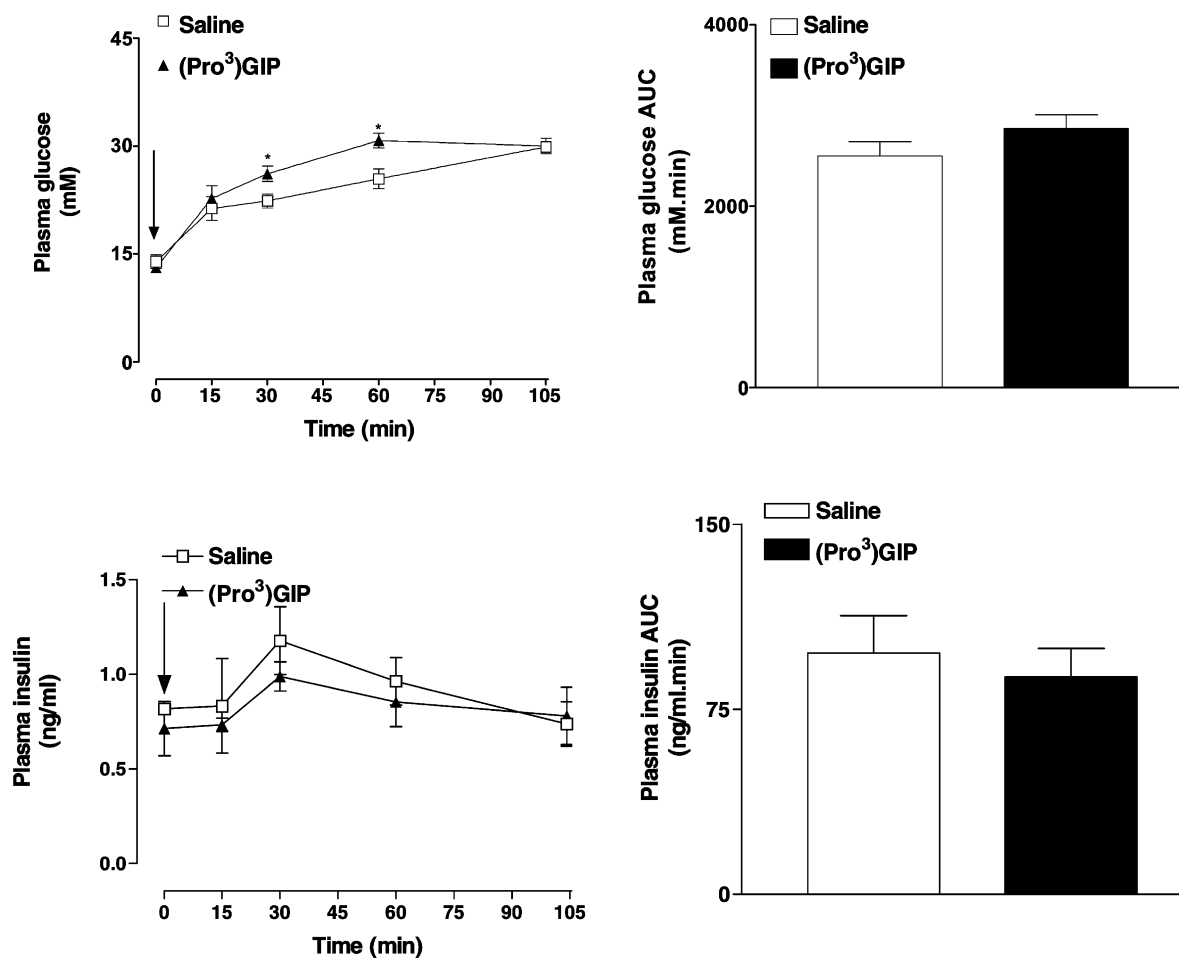 Saline
(Pro³)GIP
45
30
15
0
*
*
Plasma glucose
(mM)
0 15 30 45 60 75 90 105
Time (min)
Saline
(Pro³)GIP
4000
2000
0
Plasma glucose AUC
(mM.min)
Saline
(Pro³)GIP
1.5
1.0
0.5
0.0
Plasma insulin
(ng/ml)
0 15 30 45 60 75 90 105
Time (min)
Saline
(Pro³)GIP
150
75
0
Plasma insulin AUC
(ng/ml.min)